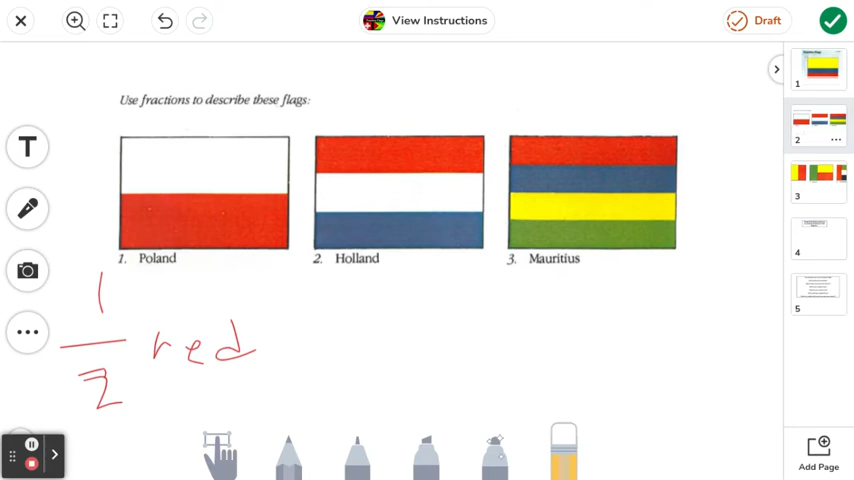 View Instructions
Draft
Use fractions to describe these flags:
1. Poland
2. Holland
3. Mauritius
1
2
red
T
1
2
3
4
5
Add Page